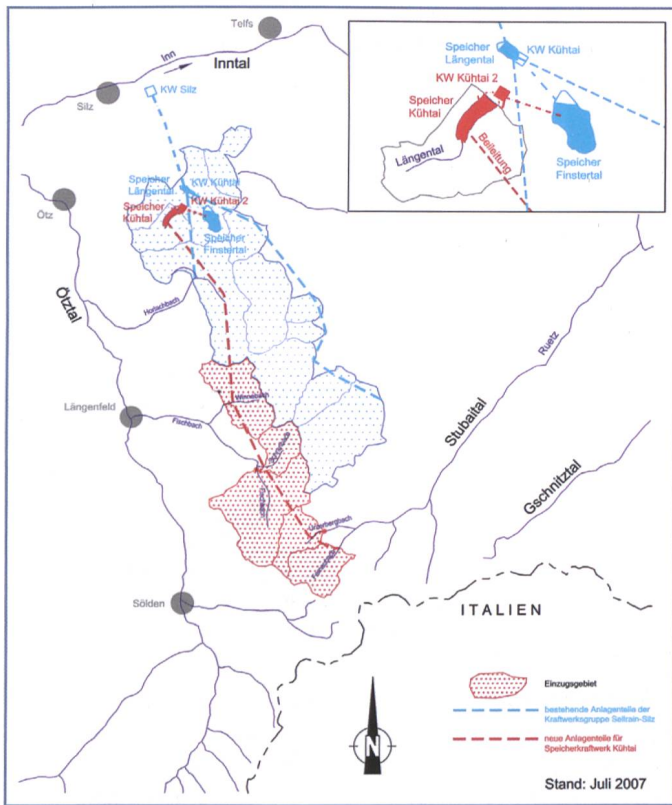 Telfs
Inn
Inntal
Silz
KW Silz
Ötz
Ötztal
Speicher
Längental
KW Kühtai
Speicher
Kühtai
KW Kühtai 2
Speicher
Finstertal
Horlachbach
Längenfeld
Fischbach
Winnebach
Unterbergbach
Stubaital
Ruetz
Gschnitztal
Sölden
ITALIEN
Speicher
Längental
KW Kühtai
KW Kühtai 2
Speicher
Kühtai
Längental
Beileitung
Speicher
Finstertal
Einzugsgebiet
bestehende Anlagenteile der
Kraftwerksgruppe Sellrain-Silz
neue Anlagenteile für
Speicherkraftwerk Kühtai
N
Stand: Juli 2007